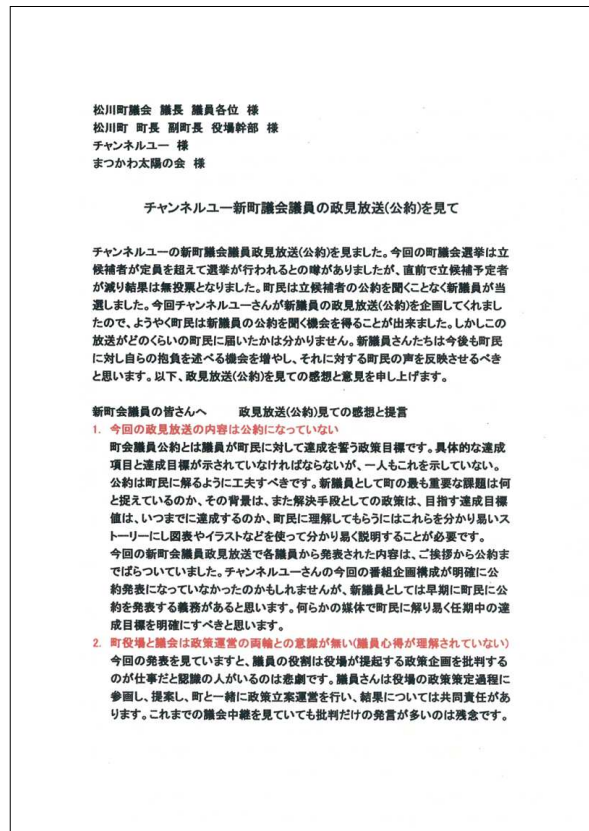 松川町議会 議長 議員各位 様
松川町 町長 副町長 役場幹部 様
チャンネルユー 様
まつかわ太陽の会 様
チャンネルユー新町議会議員の政見放送(公約)を見て
チャンネルユーの新町議会議員政見放送(公約)を見ました。今回の町議会選挙は立
候補者が定員を超えて選挙が行われるとの噂がありましたが、直前で立候補予定者
が減り結果は無投票となりました。町民は立候補者の公約を聞くことなく新議員が当
選しました。今回チャンネルユーさんが新議員の政見放送(公約)を企画してくれまし
たので、ようやく町民は新議員の公約を聞く機会を得ることが出来ました。しかしこの
放送がどのくらいの町民に届いたかは分かりません。新議員さんたちは今後も町民
に対し自らの抱負を述べる機会を増やし、それに対する町民の声を反映させるべき
と思います。以下、政見放送(公約)を見ての感想と意見を申し上げます。
新町会議員の皆さんへ 政見放送(公約)見ての感想と提言
1. 今回の政見放送の内容は公約になっていない
町会議員公約とは議員が町民に対して達成を誓う政策目標です。具体的な達成
項目と達成目標が示されていなければならないが、一人もこれを示していない。
公約は町民に解るように工夫すべきです。新議員として町の最も重要な課題は何
と捉えているのか、その背景は、また解決手段としての政策は、目指す達成目標
値は、いつまでに達成するのか、町民に理解してもらうにはこれらを分かり易いス
トーリーにし図表やイラストなどを使って分かり易く説明することが必要です。
今回の新町会議員政見放送で各議員から発表された内容は、ご挨拶から公約ま
でばらついていました。チャンネルユーさんの今回の番組企画構成が明確に公
約発表になっていなかったのかもしれませんが、新議員としては早期に町民に公
約を発表する義務があると思います。何らかの媒体で町民に解り易く任期中の達
成目標を明確にすべきと思います。
2. 町役場と議会は政策運営の両輪との意識が無い(議員心得が理解されていない)
今回の発表を見ていますと、議員の役割は役場が提起する政策企画を批判する
のが仕事だと認識の人がいるのは悲劇です。議員さんは役場の政策策定過程に
参画し、提案し、町と一緒に政策立案運営を行い、結果については共同責任があ
ります。これまでの議会中継を見ていても批判だけの発言が多いのは残念です。